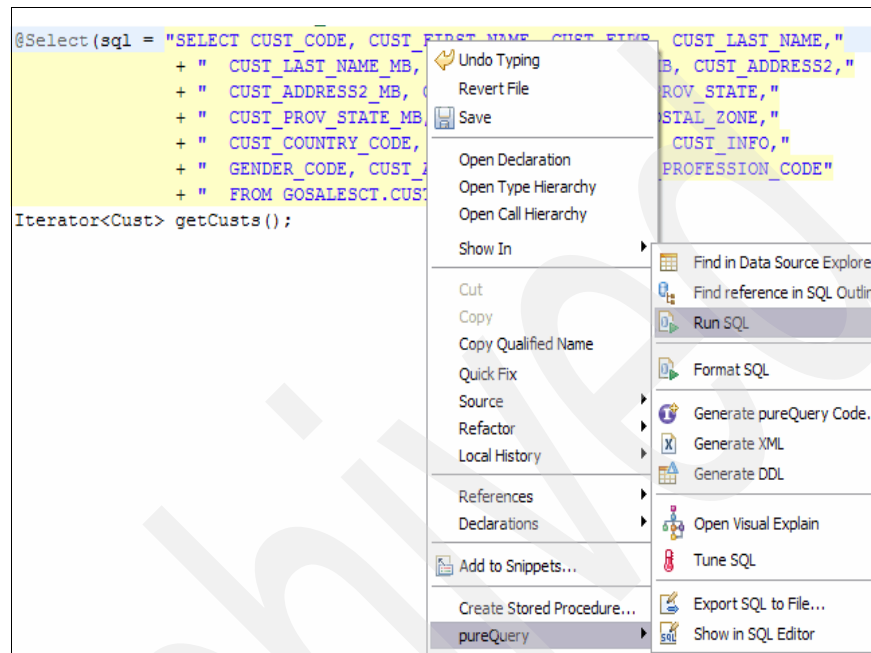 @Select(sql = "SELECT CUST_CODE, CUST_FIRST_NAME, CUST_FIMB, CUST_LAST_NAME,"
+ " CUST_LAST_NAME_MB, MB, CUST_ADDRESS2,"
+ " CUST_ADDRESS2_MB, ROV_STATE,"
+ " CUST_PROV_STATE_MB, OSTAL_ZONE,"
+ " CUST_COUNTRY_CODE, CUST_INFO,"
+ " GENDER_CODE, CUST_ PROFESSION_CODE"
+ " FROM GOSALESCT.CUST
Iterator<Cust> getCusts();
Undo Typing
Revert File
Save
Open Declaration
Open Type Hierarchy
Open Call Hierarchy
Show In
Cut
Copy
Copy Qualified Name
Quick Fix
Source
Refactor
Local History
References
Declarations
Add to Snippets...
Create Stored Procedure...
pureQuery
Find in Data Source Explore
Find reference in SQL Outlin
Run SQL
Format SQL
Generate pureQuery Code.
Generate XML
Generate DDL
Open Visual Explain
Tune SQL
Export SQL to File...
Show in SQL Editor